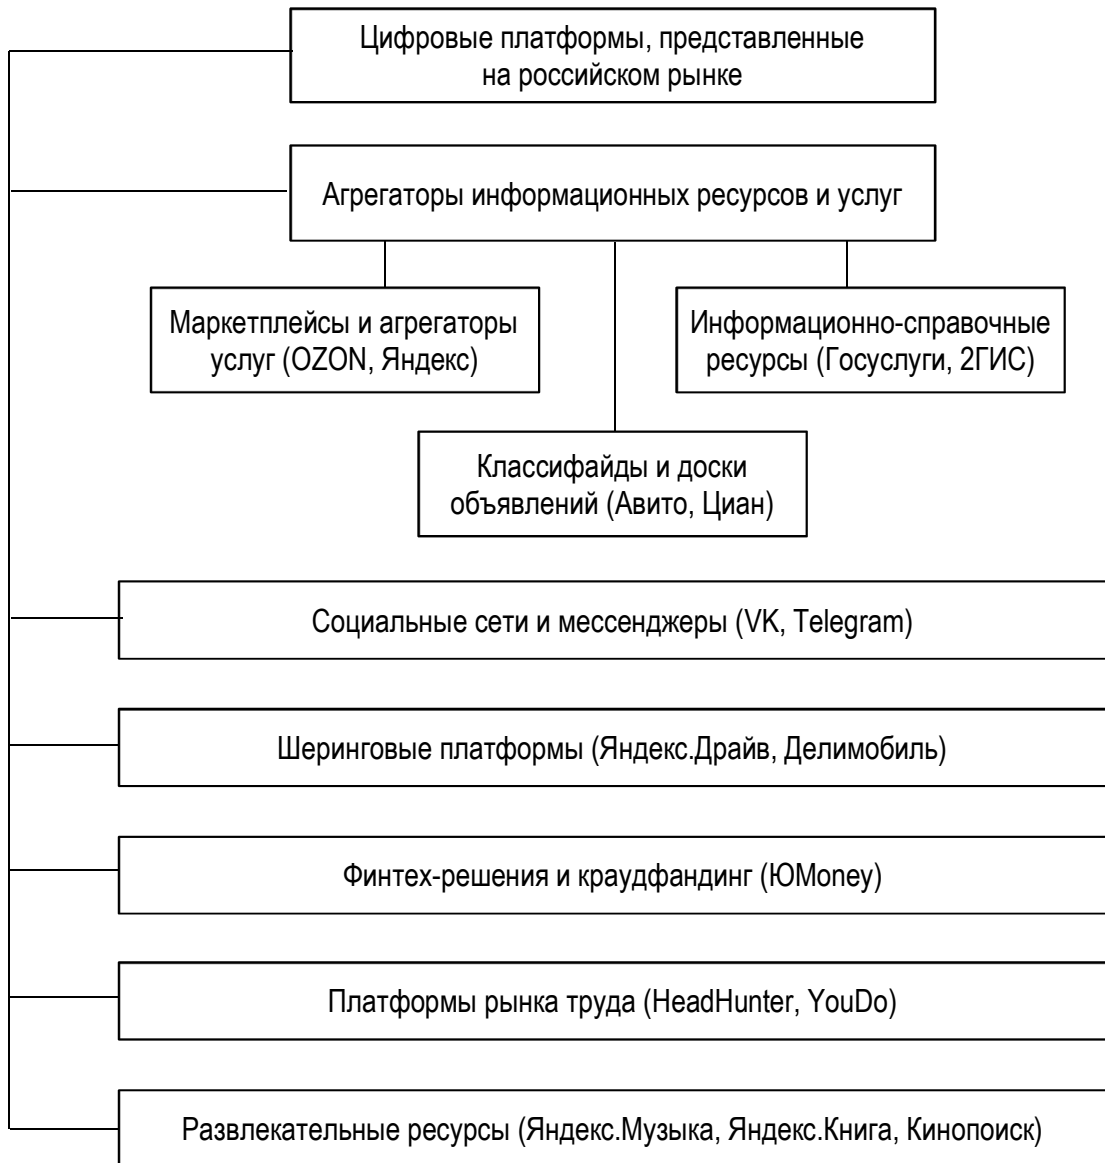 Цифровые платформы, представленные
на российском рынке
Агрегаторы информационных ресурсов и услуг
Маркетплейсы и агрегаторы
услуг (OZON, Яндекс)
Информационно-справочные
ресурсы (Госуслуги, 2ГИС)
Классифайды и доски
объявлений (Авито, Циан)
Социальные сети и мессенджеры (VK, Telegram)
Шеринговые платформы (Яндекс.Драйв, Делимобиль)
Финтех-решения и краудфандинг (ЮMoney)
Платформы рынка труда (HeadHunter, YouDo)
Развлекательные ресурсы (Яндекс.Музыка, Яндекс.Книга, Кинопоиск)